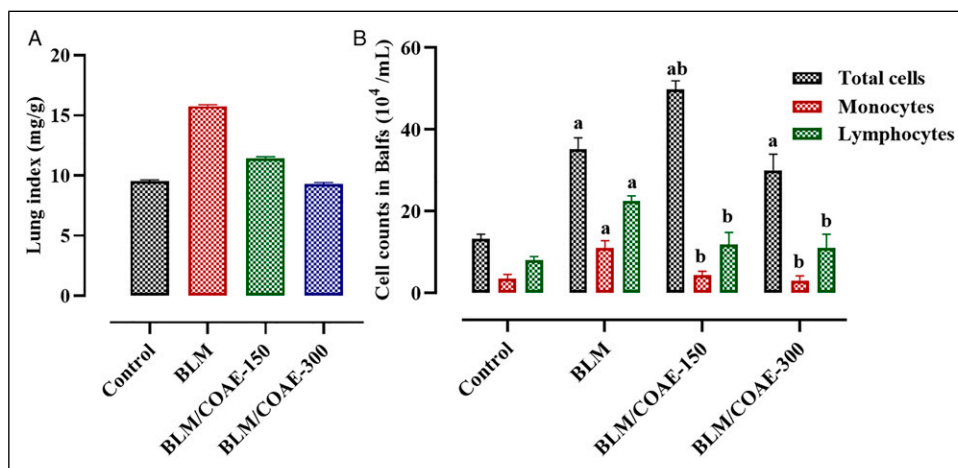 A
20
15
10
5
0
Lung index (mg/g)
Control
BLM
BLM/COAE-150
BLM/COAE-300
B
60
40
20
0
Cell counts in Balfs (10⁴ /mL)
a
a
a
ab
b
b
a
b
b
Total cells
Monocytes
Lymphocytes
Control
BLM
BLM/COAE-150
BLM/COAE-300